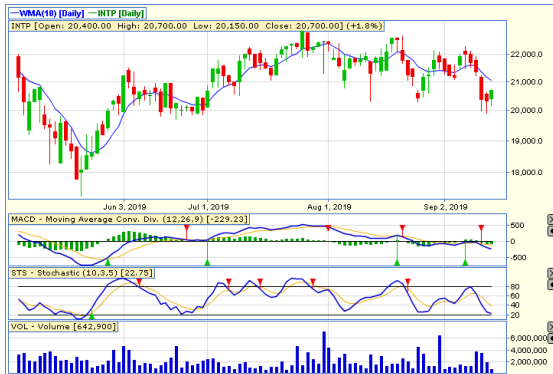 WMA(10) [Daily] INTP [Daily]
INTP [Open: 20,400.00 High: 20,700.00 Low: 20,150.00 Close: 20,700.00] (+1.8%)
22,000.0
21,000.0
20,000.0
19,000.0
18,000.0
Jun 3, 2019 Jul 1, 2019 Aug 1, 2019 Sep 2, 2019
MACD - Moving Average Conv. Div. (12,26,9) [-229.23]
500
0
-500
STS - Stochastic (10,3,5) [22.75]
80
60
40
20
VOL - Volume [642,900]
6,000,000
4,000,000
2,000,000